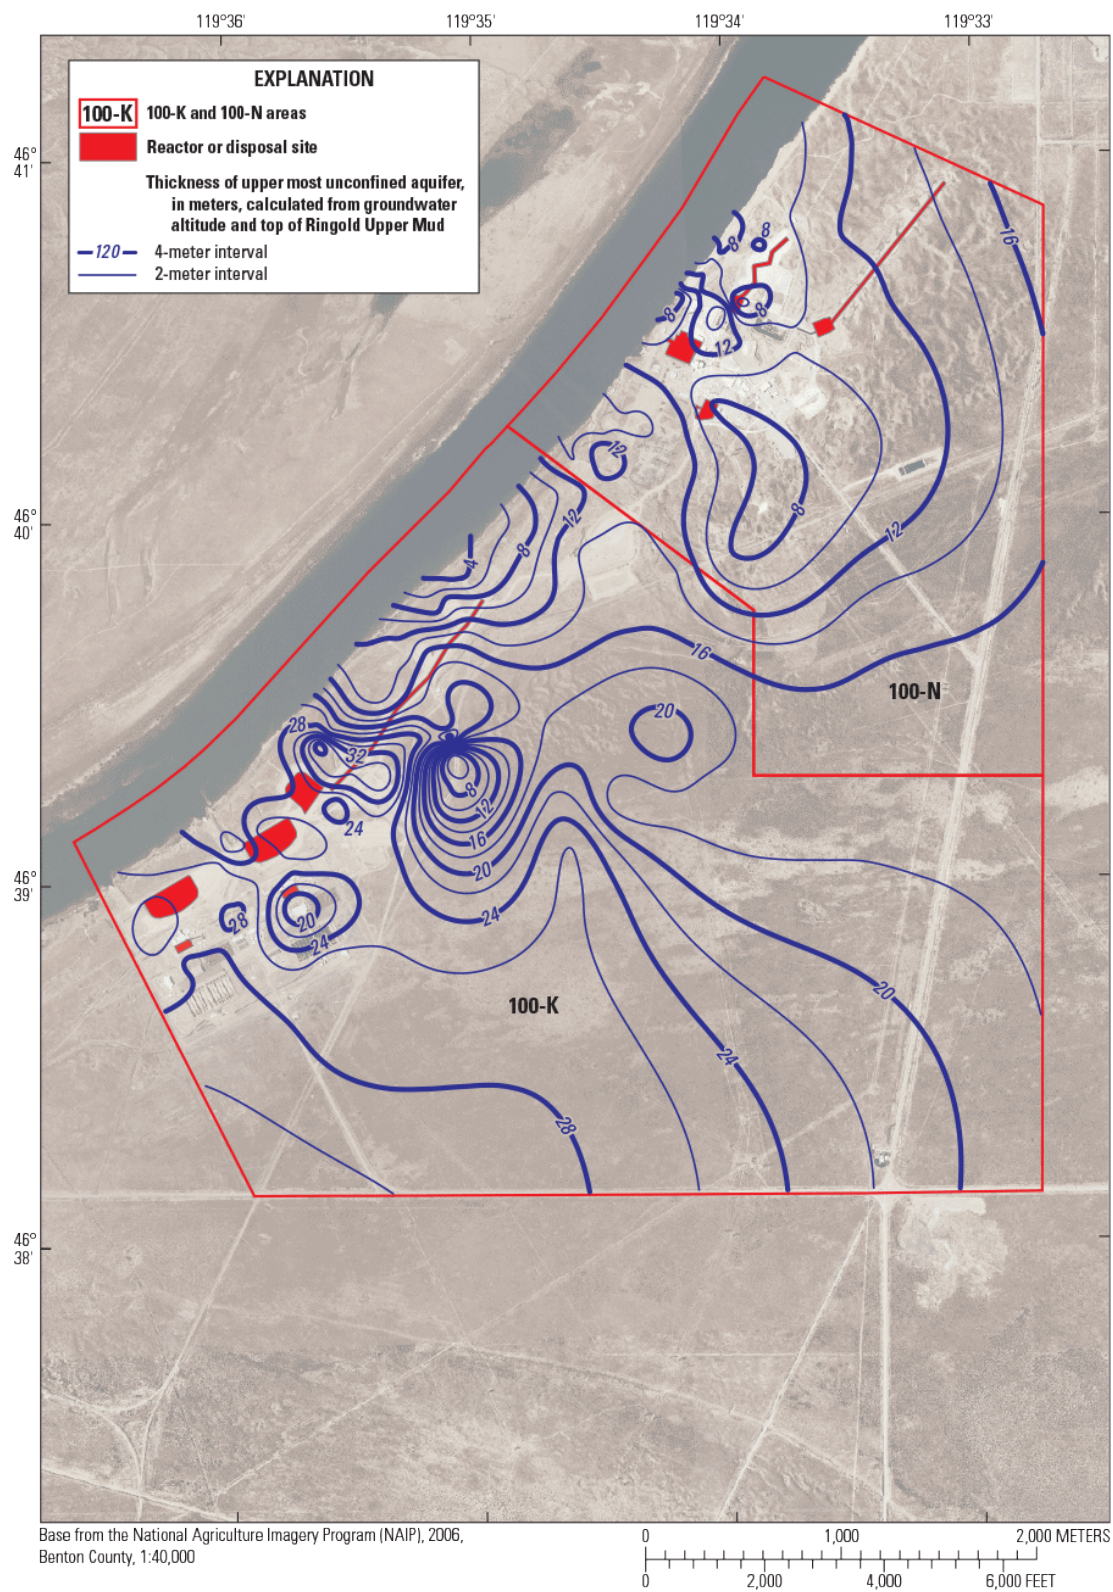 119°36' 119°35' 119°34' 119°33'
EXPLANATION
100-K 100-K and 100-N areas
Reactor or disposal site
Thickness of upper most unconfined aquifer,
in meters, calculated from groundwater
altitude and top of Ringold Upper Mud
120 4-meter interval
2-meter interval
46°
41'
8
8
16
8
8
12
12
46°
40'
8
12
12
8
4
16
100-N
20
28
32
8
12
24
16
20
46°
39'
24
28
20
24
20
100-K
24
28
46°
38'
Base from the National Agriculture Imagery Program (NAIP), 2006,
Benton County, 1:40,000
0 1,000 2,000 METERS
0 2,000 4,000 6,000 FEET